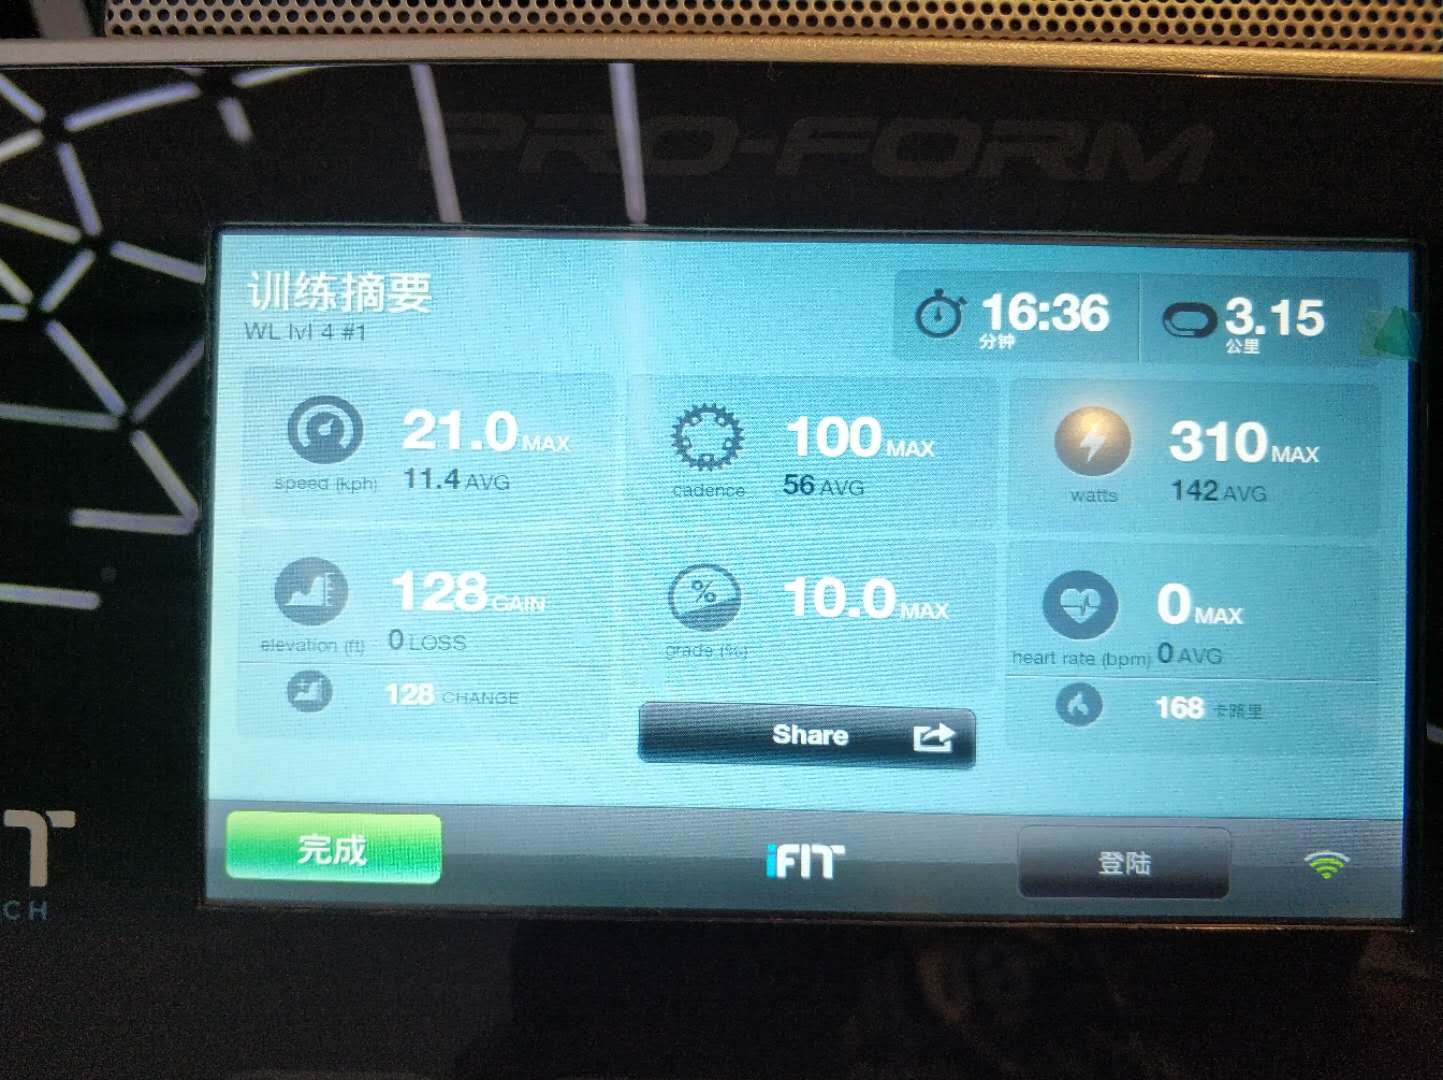 PRO-FORM
训练摘要
WL lvl 4 #1
16:36
分钟
3.15
公里
21.0 MAX
speed (kph) 11.4 AVG
100 MAX
cadence 56 AVG
310 MAX
watts 142 AVG
128 GAIN
elevation (ft) 0 LOSS
128 CHANGE
10.0 MAX
grade (%)
0 MAX
heart rate (bpm) 0 AVG
168 卡路里
Share
完成
iFIT
登陆
T
CH